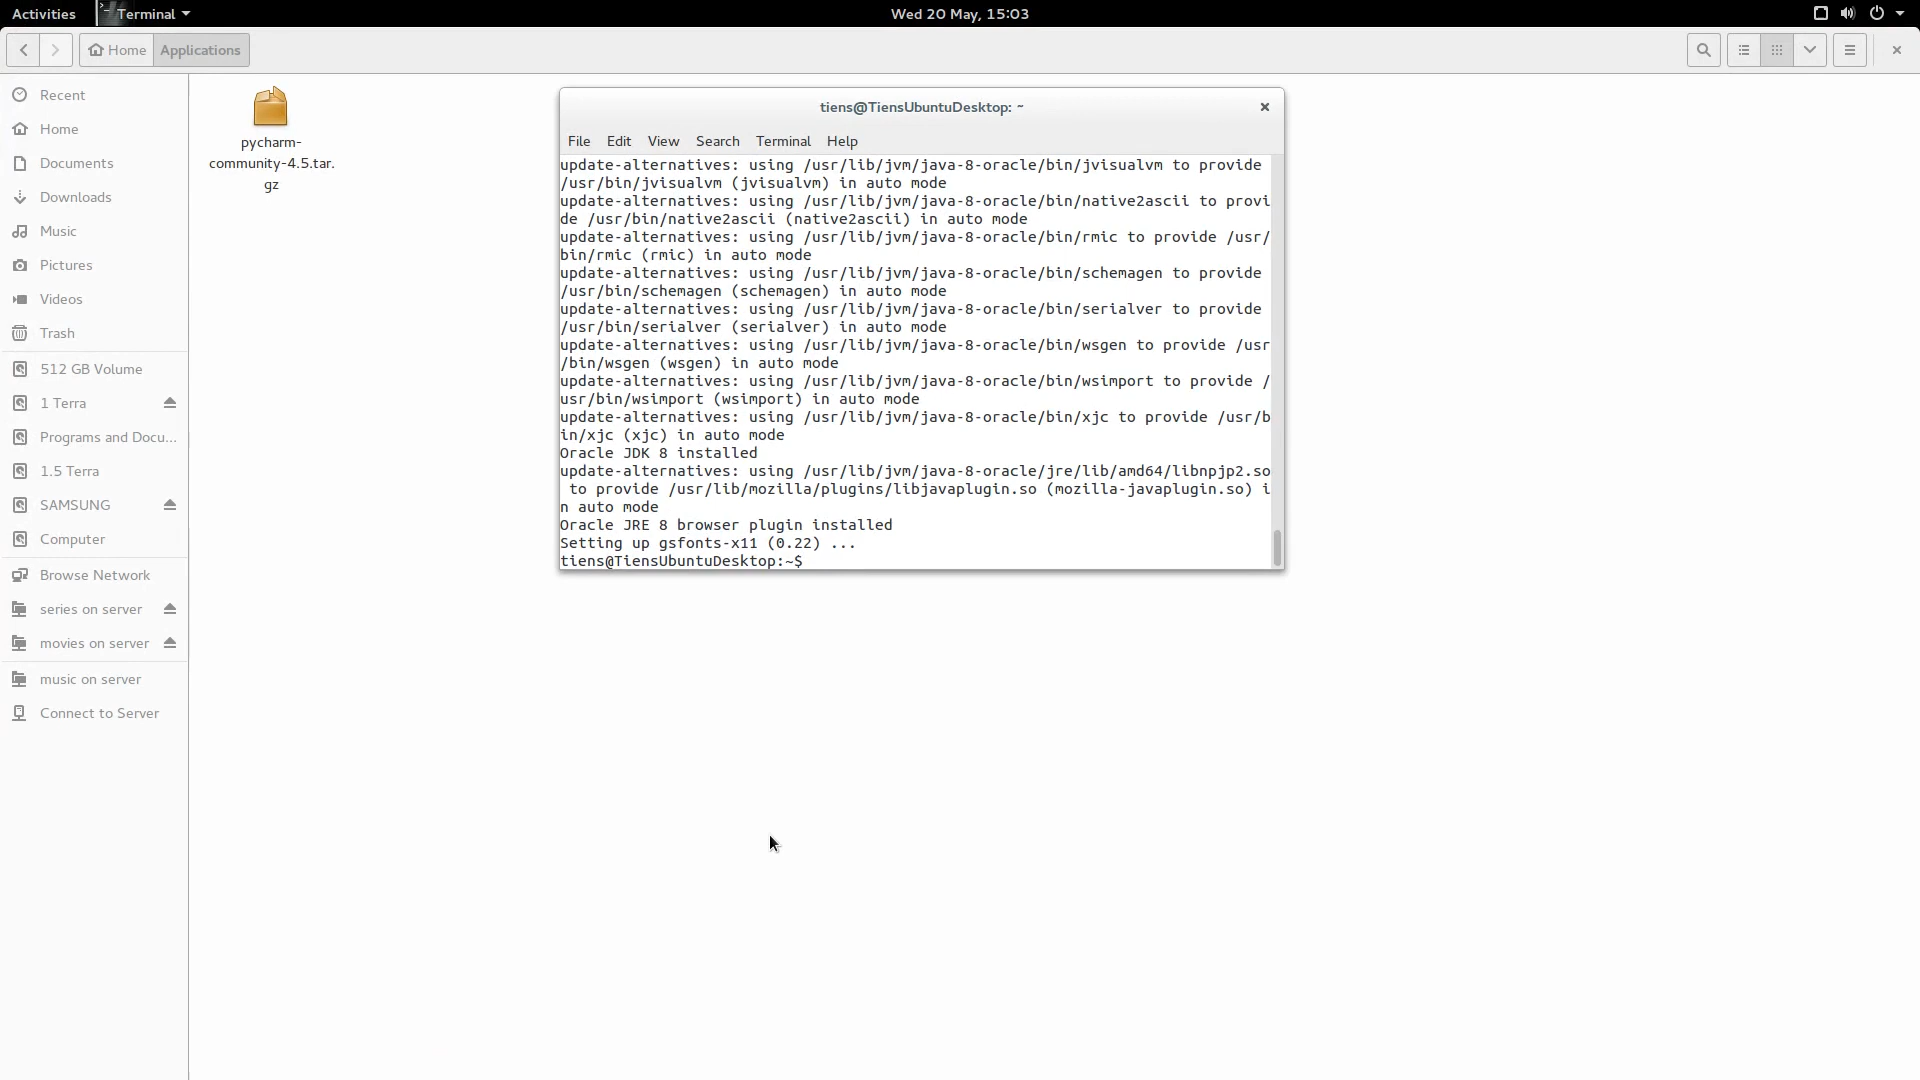 Activities
Terminal
Wed 20 May, 15:03
Home
Applications
Recent
Home
Documents
Downloads
Music
Pictures
Videos
Trash
512 GB Volume
1 Terra
Programs and Docu...
1.5 Terra
SAMSUNG
Computer
Browse Network
series on server
movies on server
music on server
Connect to Server
pycharm-
community-4.5.tar.
gz
tiens@TiensUbuntuDesktop: ~
File Edit View Search Terminal Help
update-alternatives: using /usr/lib/jvm/java-8-oracle/bin/jvisualvm to provide
/usr/bin/jvisualvm (jvisualvm) in auto mode
update-alternatives: using /usr/lib/jvm/java-8-oracle/bin/native2ascii to provi
de /usr/bin/native2ascii (native2ascii) in auto mode
update-alternatives: using /usr/lib/jvm/java-8-oracle/bin/rmic to provide /usr/
bin/rmic (rmic) in auto mode
update-alternatives: using /usr/lib/jvm/java-8-oracle/bin/schemagen to provide
/usr/bin/schemagen (schemagen) in auto mode
update-alternatives: using /usr/lib/jvm/java-8-oracle/bin/serialver to provide
/usr/bin/serialver (serialver) in auto mode
update-alternatives: using /usr/lib/jvm/java-8-oracle/bin/wsgen to provide /usr
/bin/wsgen (wsgen) in auto mode
update-alternatives: using /usr/lib/jvm/java-8-oracle/bin/wsimport to provide /
usr/bin/wsimport (wsimport) in auto mode
update-alternatives: using /usr/lib/jvm/java-8-oracle/bin/xjc to provide /usr/b
in/xjc (xjc) in auto mode
Oracle JDK 8 installed
update-alternatives: using /usr/lib/jvm/java-8-oracle/jre/lib/amd64/libnpjp2.so
 to provide /usr/lib/mozilla/plugins/libjavaplugin.so (mozilla-javaplugin.so) i
n auto mode
Oracle JRE 8 browser plugin installed
Setting up gsfonts-x11 (0.22) ...
tiens@TiensUbuntuDesktop:~$